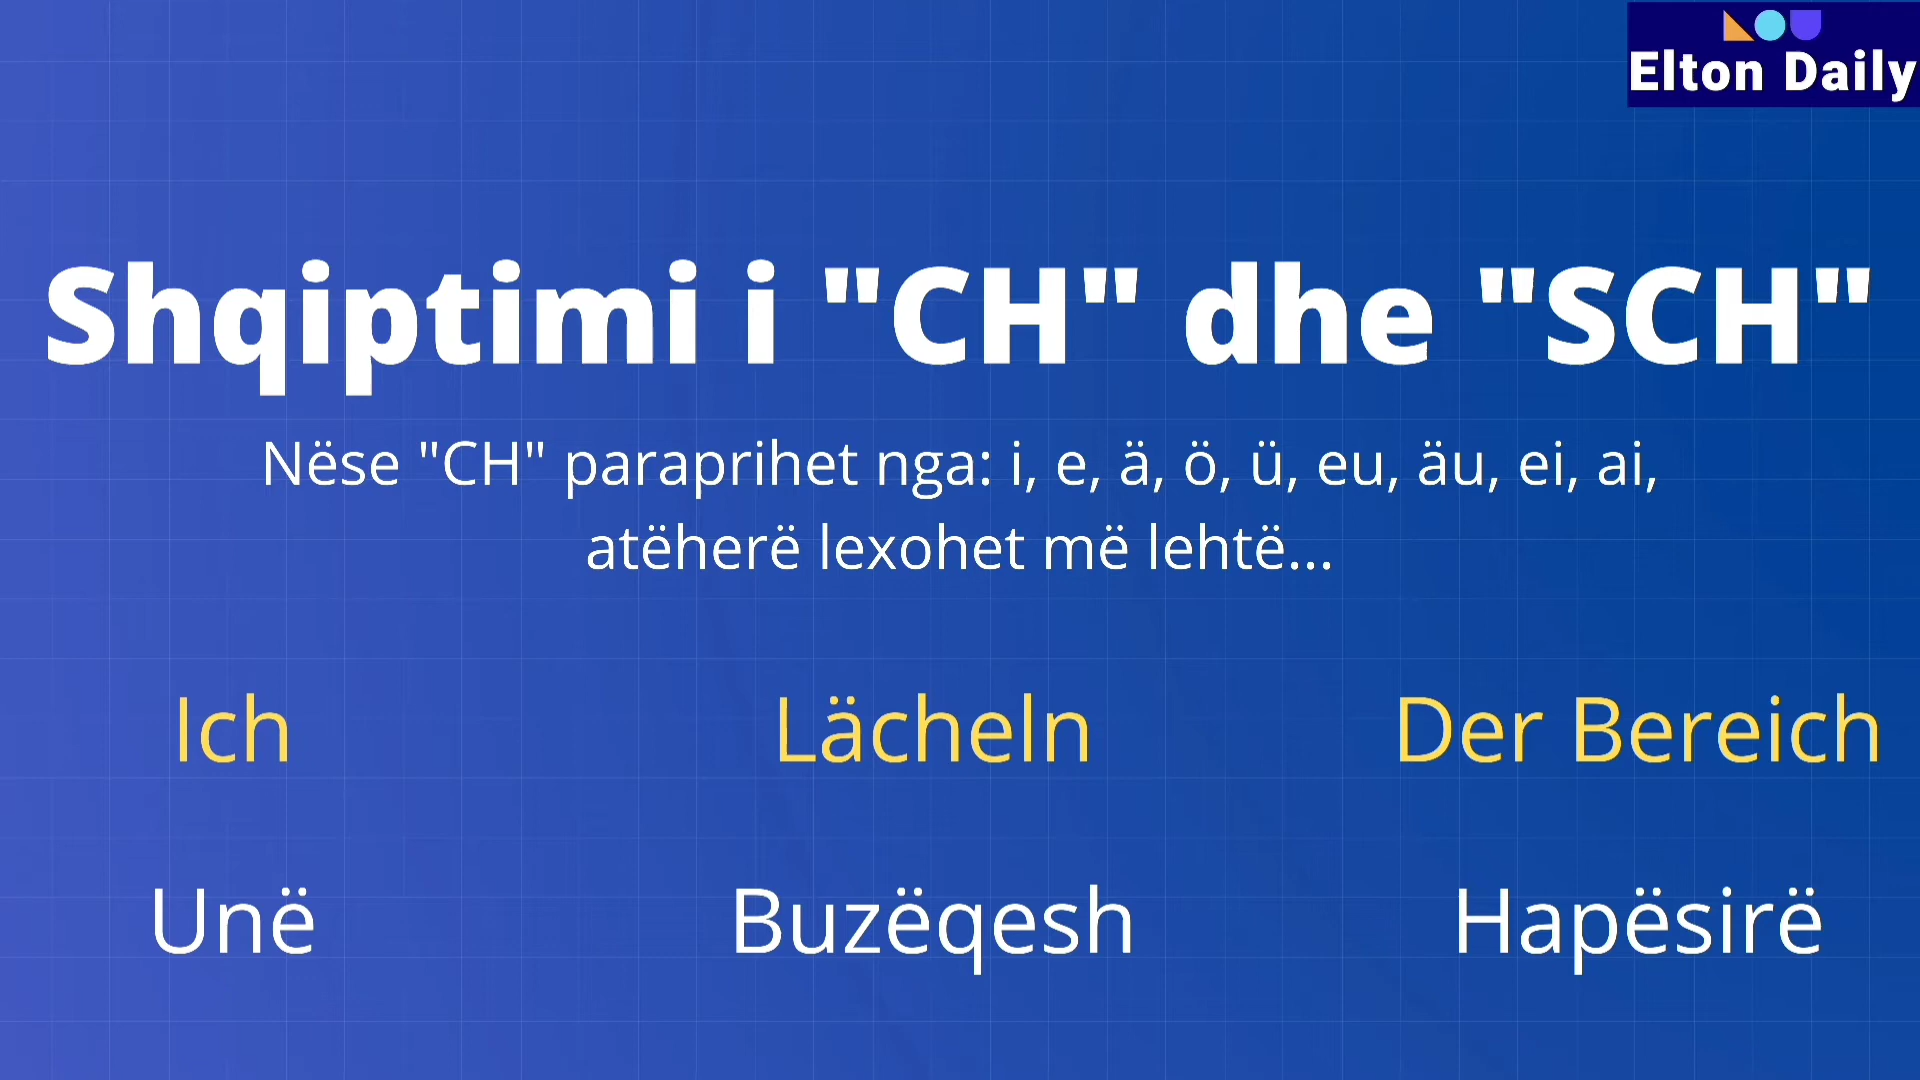 Elton Daily
Shqiptimi i "CH" dhe "SCH"
Nëse "CH" paraprihet nga: i, e, ä, ö, ü, eu, äu, ei, ai,
atëherë lexohet më lehtë...
Ich Lächeln Der Bereich
Unë Buzëqesh Hapësirë